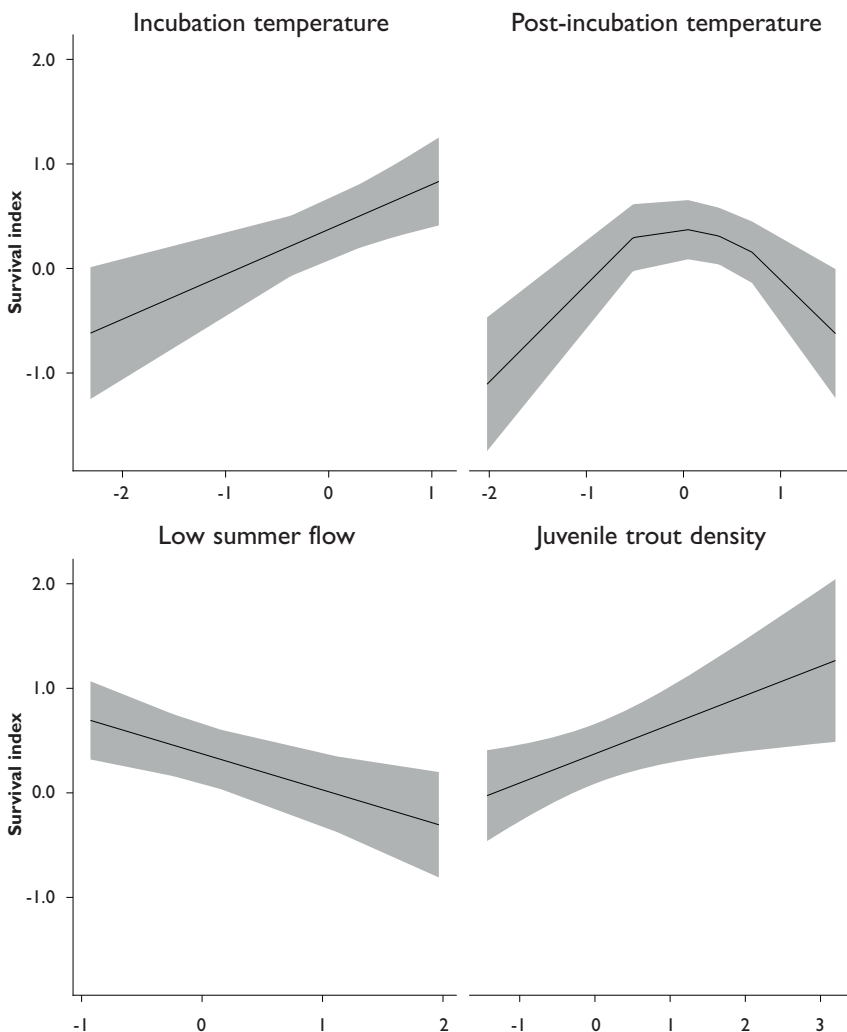 Incubation temperature
Post-incubation temperature
Survival index
2.0
1.0
0.0
-1.0
-2 -1 0 1
-2 -1 0 1
Low summer flow
Juvenile trout density
Survival index
2.0
1.0
0.0
-1.0
-1 0 1 2
-1 0 1 2 3